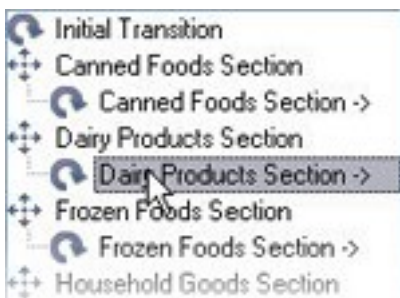 Initial Transition
Canned Foods Section
Canned Foods Section ->
Dairy Products Section
Dairy Products Section ->
Frozen Foods Section
Frozen Foods Section ->
Household Goods Section